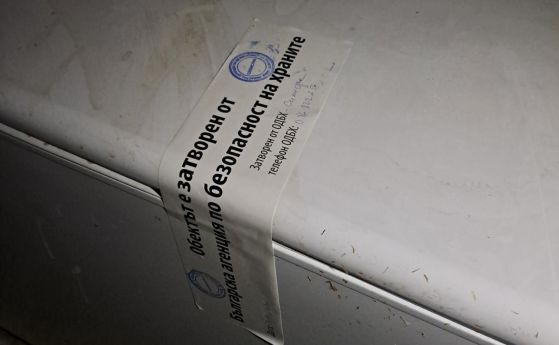 Обектът е затворен от
българска агенция по безопасност на храните
Затворен от ОДБХ:
телефон ОДБХ: